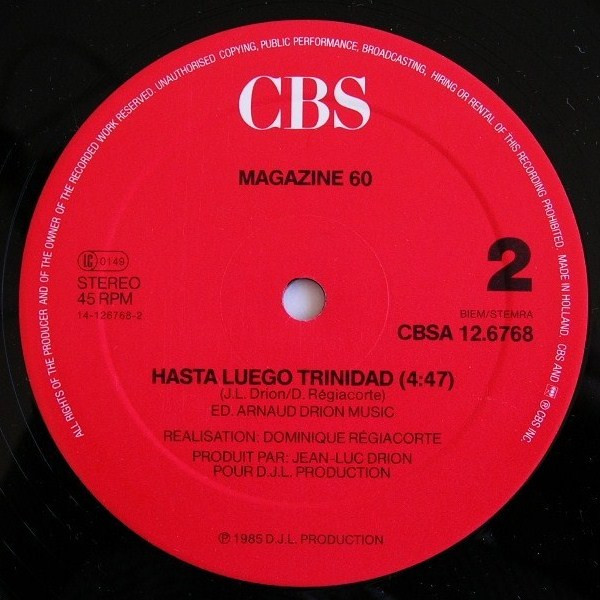 ALL RIGHTS OF THE PRODUCER AND OF THE OWNER OF THE RECORDED WORK RESERVED. UNAUTHORISED COPYING, PUBLIC PERFORMANCE, BROADCASTING, HIRING OR RENTAL OF THIS RECORDING PROHIBITED. MADE IN HOLLAND. CBS AND ARE ℗ CBS INC.
CBS
MAGAZINE 60
LC 0149
STEREO
45 RPM
14-128768-2
2
BIEM/STEMRA
CBSA 12.6768
HASTA LUEGO TRINIDAD (4:47)
(J.L. Drion/D. Régiacorte)
ED. ARNAUD DRION MUSIC
REALISATION: DOMINIQUE RÉGIACORTE
PRODUIT PAR: JEAN-LUC DRION
POUR D.J.L. PRODUCTION
℗ 1985 D.J.L. PRODUCTION